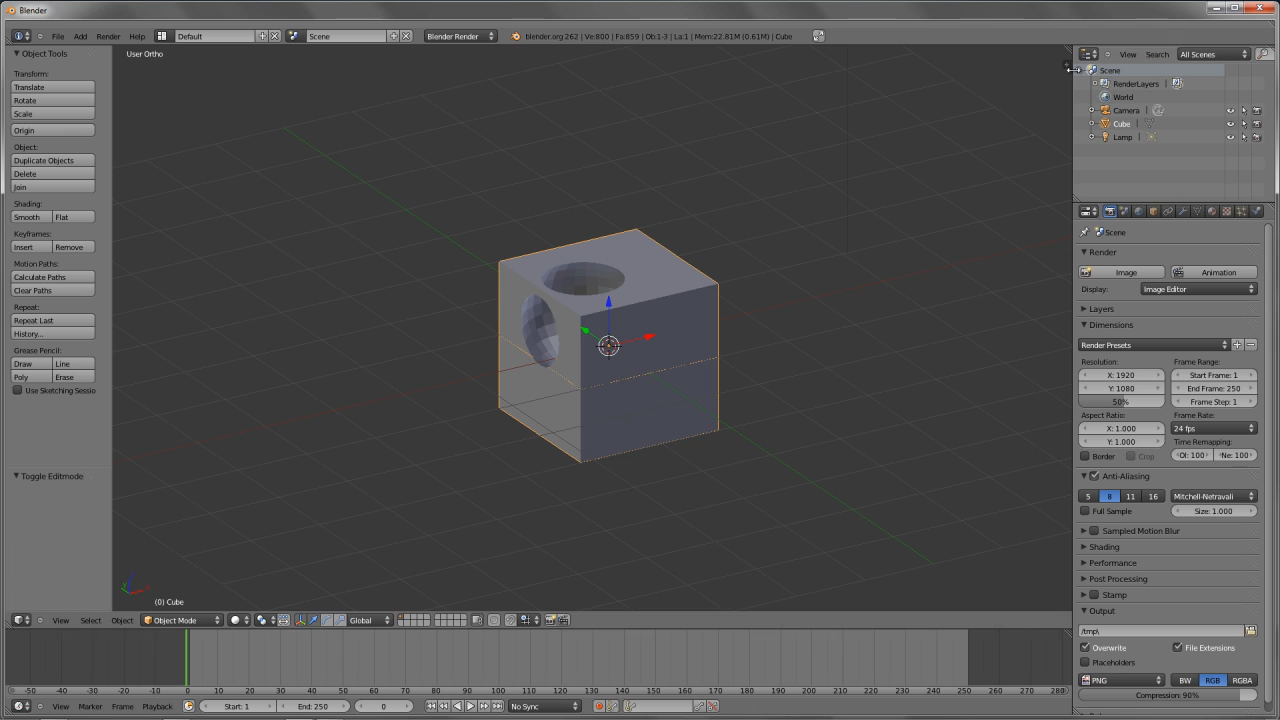 Blender
File Add Render Help Default Scene Blender Render blender.org 262 | Ve:800 | Fa:859 | Ob:1-3 | La:1 | Mem:22.81M (0.11M) | Cube
Object Tools
Transform:
Translate
Rotate
Scale
Origin
Object:
Duplicate Objects
Delete
Join
Shading:
Smooth Flat
Keyframes:
Insert Remove
Motion Paths:
Calculate Paths
Clear Paths
Repeat:
Repeat Last
History...
Grease Pencil:
Draw Line
Poly Erase
Use Sketching Sessio
Toggle Editmode
User Ortho
(0) Cube
View Select Object Object Mode Global
-50 -40 -30 -20 -10 0 10 20 30 40 50 60 70 80 90 100 110 120 130 140 150 160 170 180 190 200 210 220 230 240 250 260 270 280
View Marker Frame Playback Start: 1 End: 250 0 No Sync
View Search All Scenes
Scene
RenderLayers |
World
Camera |
Cube |
Lamp |
Scene
Render
Image Animation
Display: Image Editor
Layers
Dimensions
Render Presets
Resolution: Frame Range:
X: 1920 Start Frame: 1
Y: 1080 End Frame: 250
50% Frame Step: 1
Aspect Ratio: Frame Rate:
X: 1.000 24 fps
Y: 1.000 Time Remapping:
Border Crop Ol: 100 Ne: 100
Anti-Aliasing
5 8 11 16 Mitchell-Netravali
Full Sample Size: 1.000
Sampled Motion Blur
Shading
Performance
Post Processing
Stamp
Output
/tmp\
Overwrite File Extensions
Placeholders
PNG BW RGB RGBA
Compression: 90%